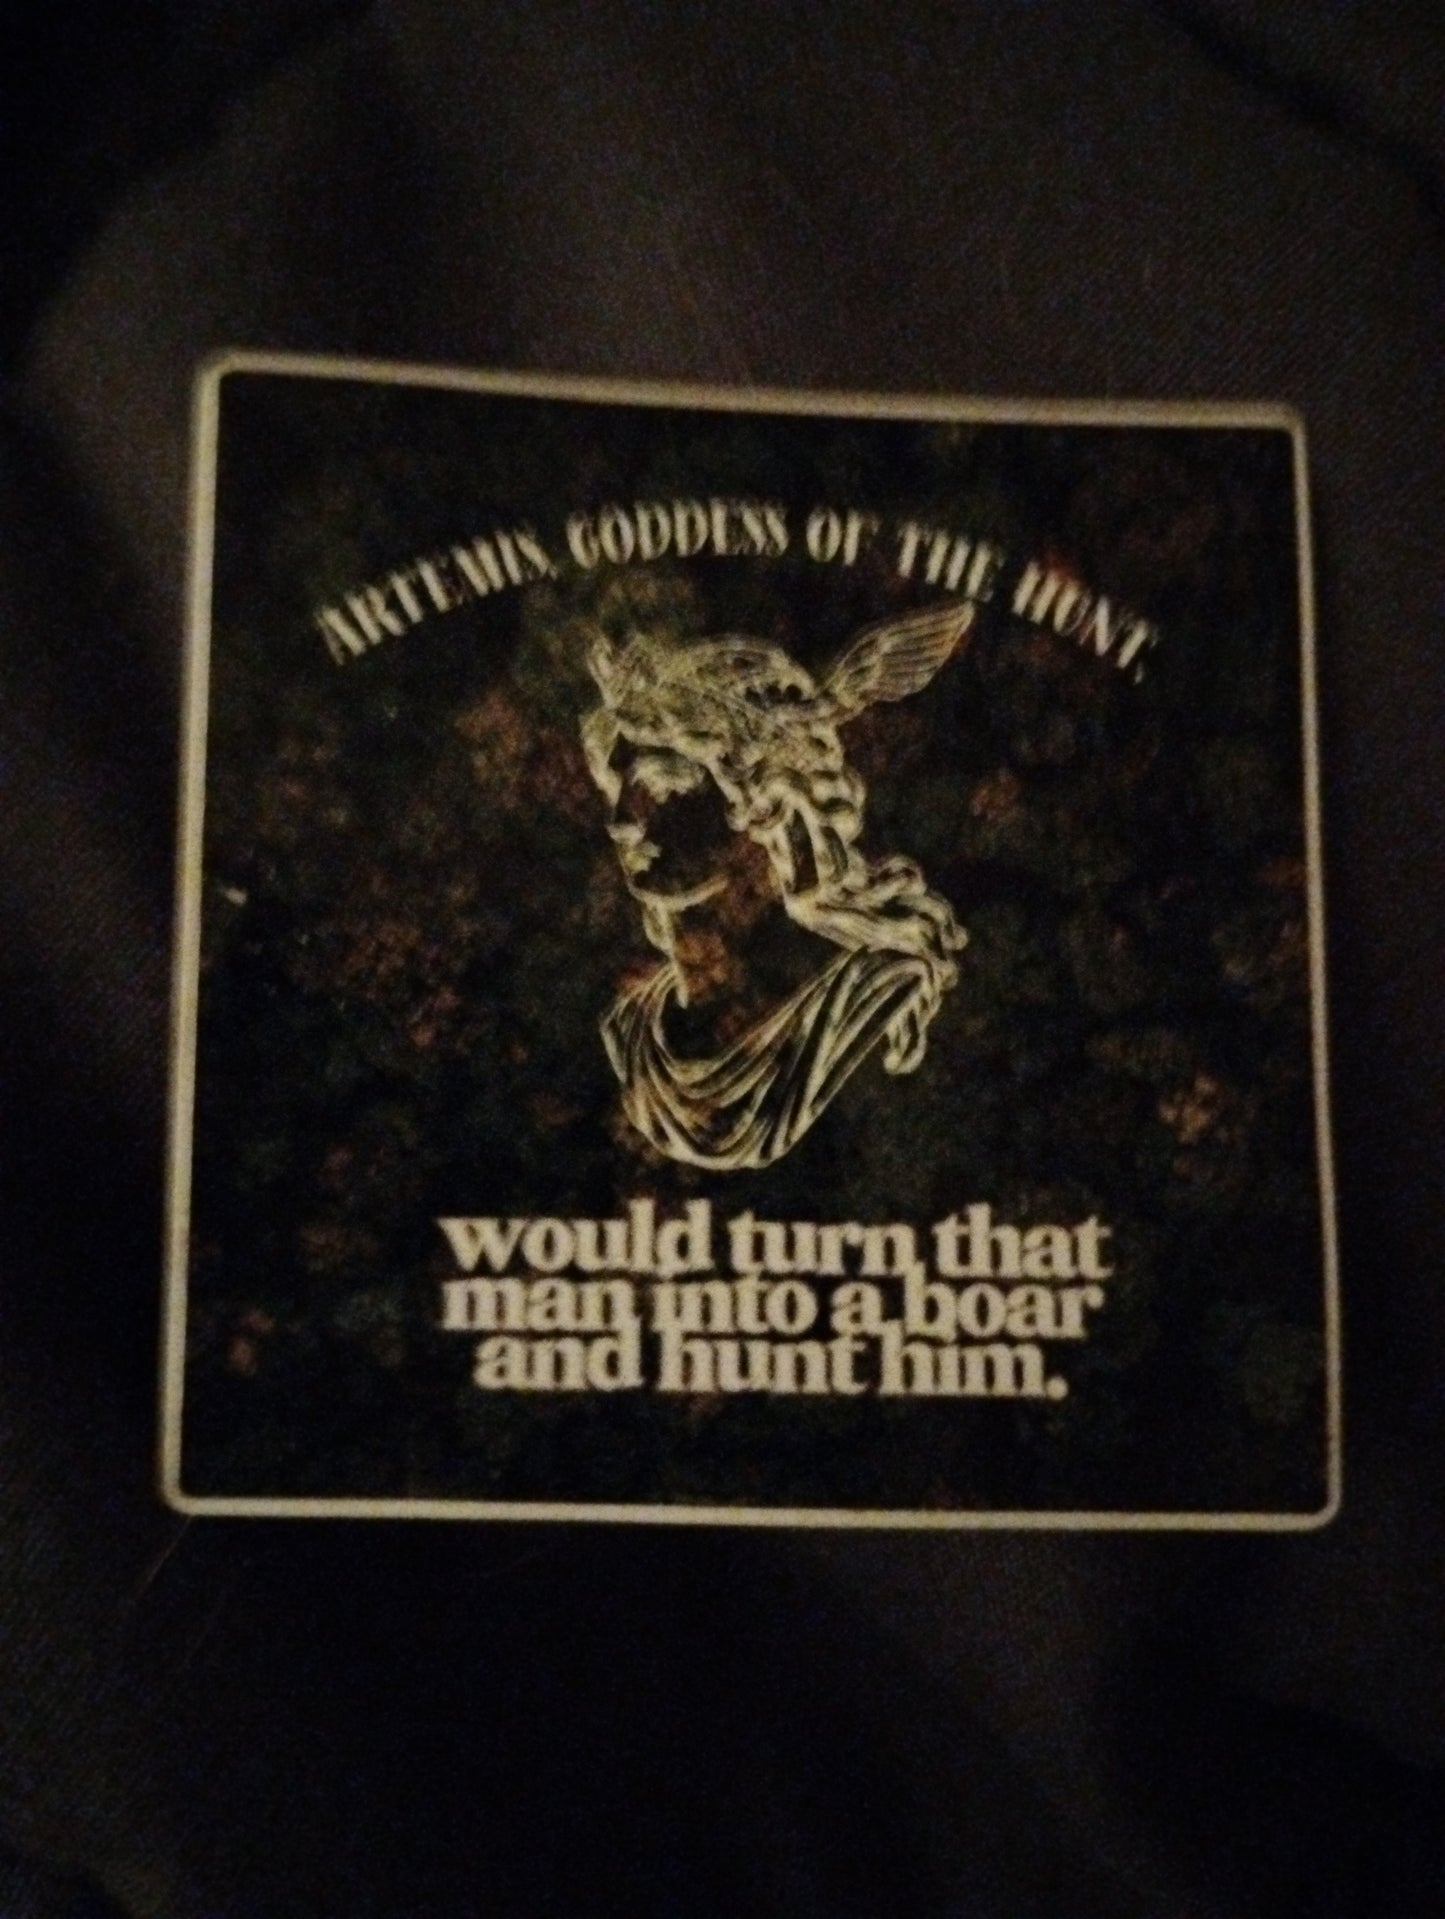 ARTEMIS, GODDESS OF THE HUNT,
would turn that
man into a boar
and hunt him.